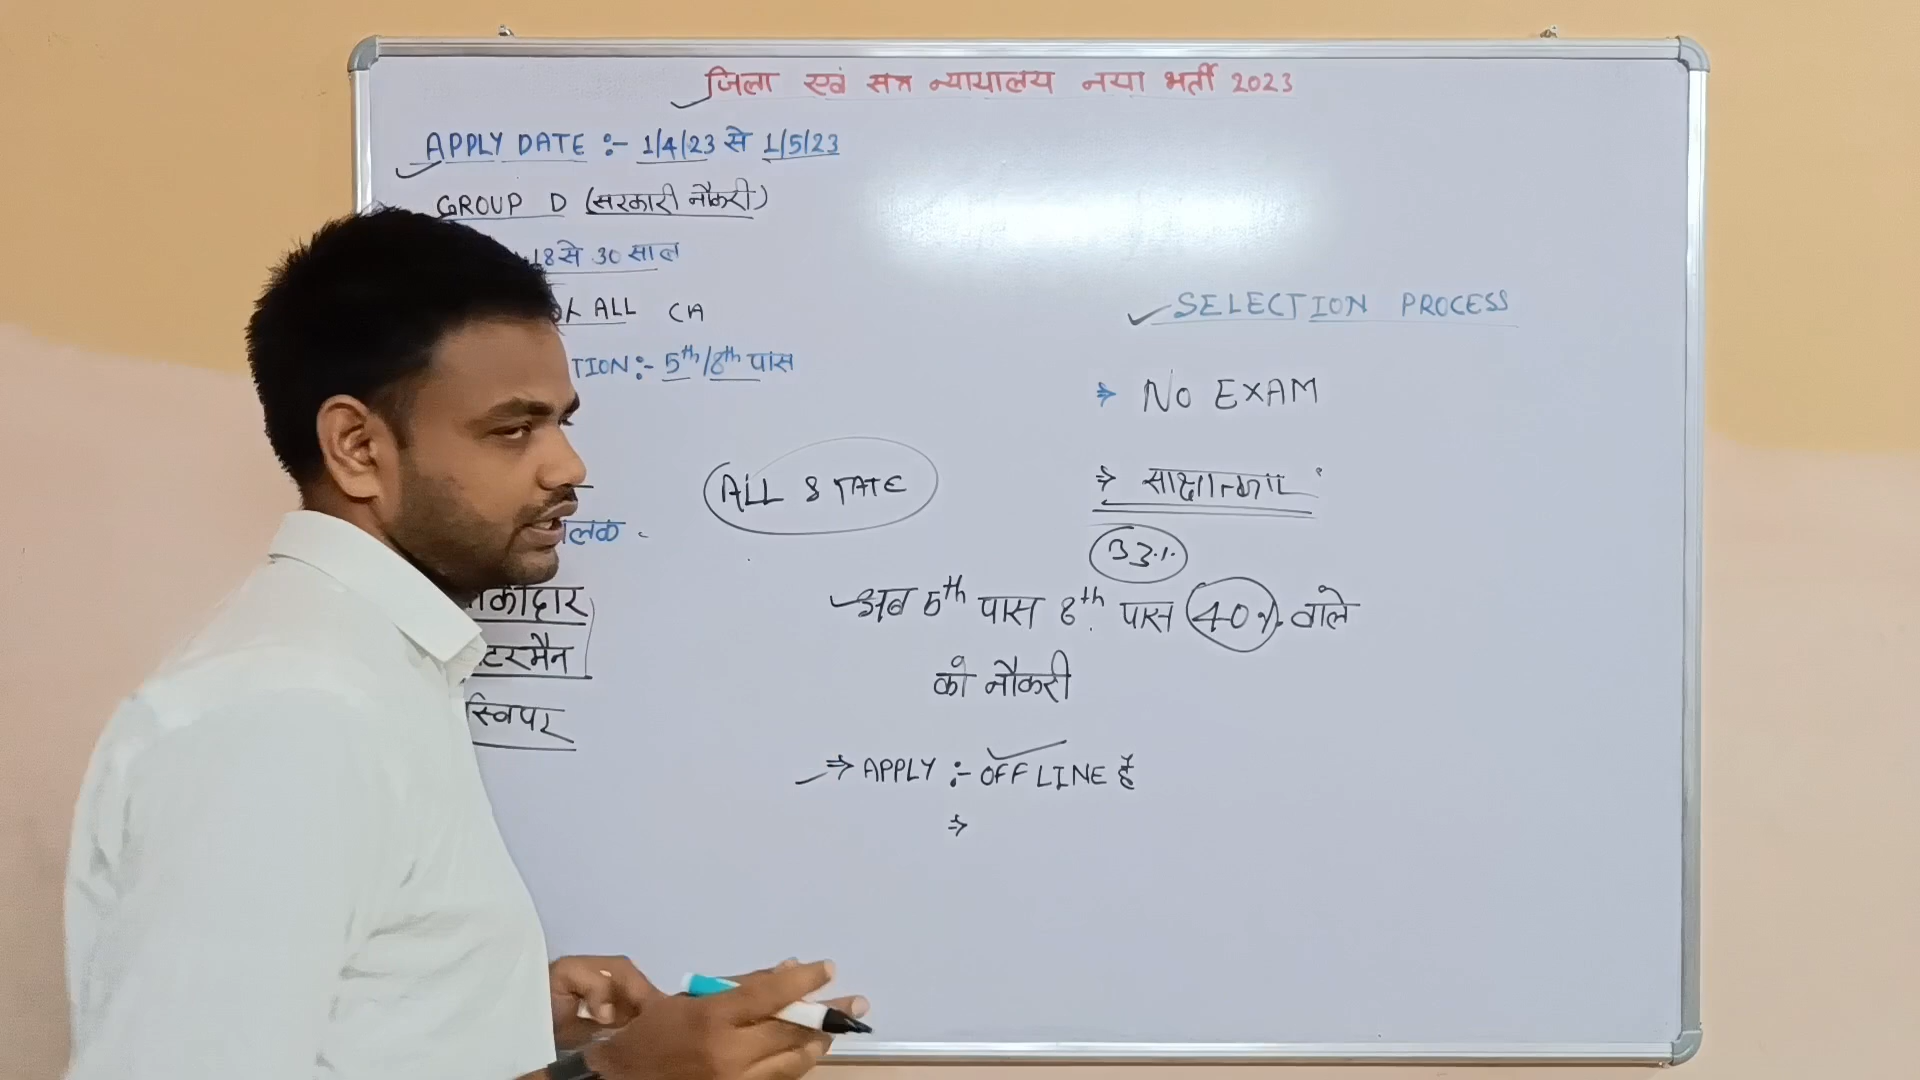 जिला एवं सत्र न्यायालय नया भर्ती 2023
APPLY DATE :- 1/4/23 से 1/5/23
GROUP D (सरकारी नौकरी)
18 से 30 साल
ALL CA
TION :- 5th/8th पास
SELECTION PROCESS
⇒ NO EXAM
ALL STATE
⇒ साक्षात्कार
33%
लक
अब 5th पास 8th पास 40% वाले
को नौकरी
कीदार
टरमैन
स्विपर
⇒ APPLY :- OFFLINE है
⇒